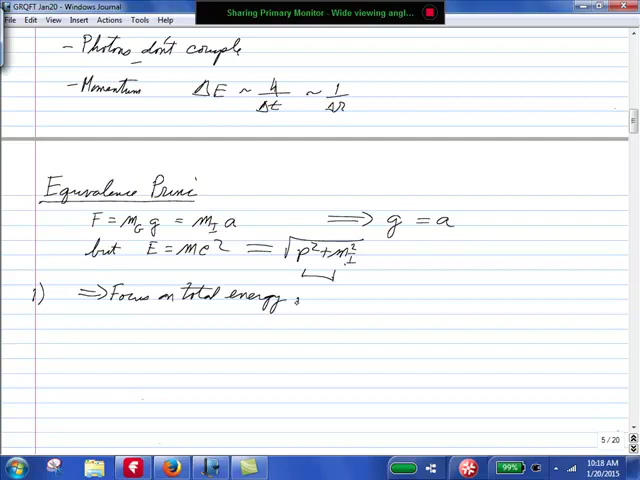 GRQFT Jan20 - Windows Journal
Sharing Primary Monitor - Wide viewing angl...
File Edit View Insert Actions Tools Help
- Photons don't couple
- Momentum ΔE ~ ħ/Δt ~ 1/Δr
Equivalence Princi
F = m_G g = m_I a ⟹ g = a
but E = mc² = √(p² + m_I²)
1) ⟹ Focus on total energy
5 / 20
99% 10:18 AM
1/20/2015